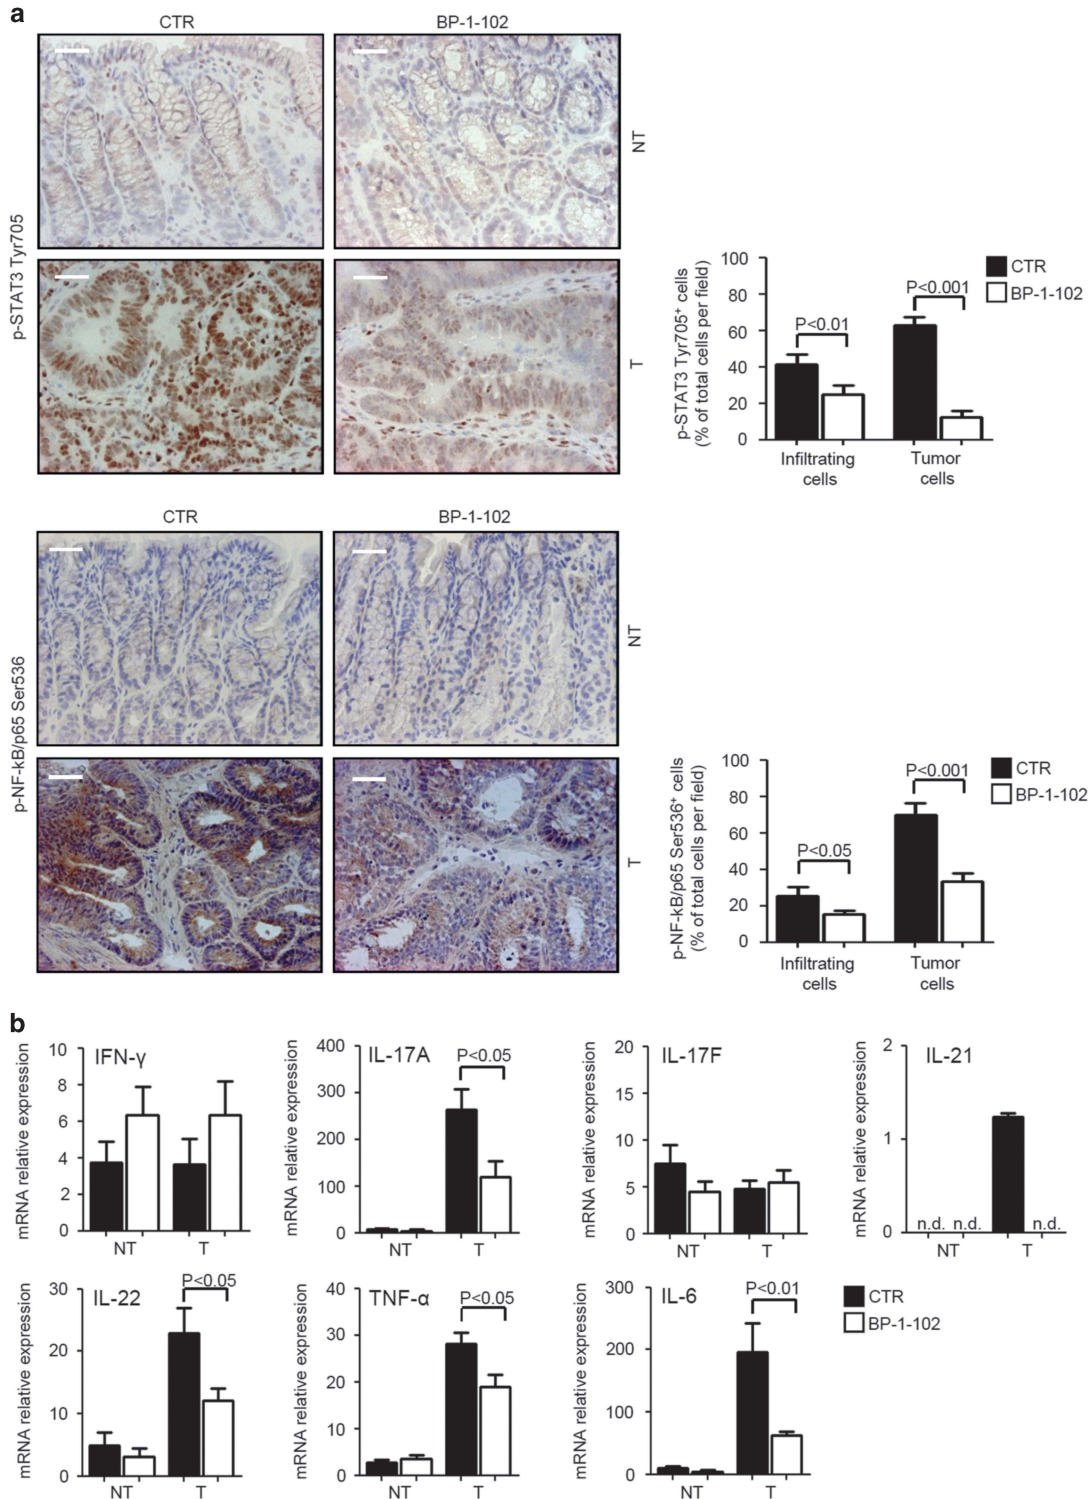 a
CTR
BP-1-102
p-STAT3 Tyr705
NT
T
p-STAT3 Tyr705+ cells
(% of total cells per field)
100
80
60
40
20
0
P<0.01
P<0.001
CTR
BP-1-102
Infiltrating
cells
Tumor
cells
CTR
BP-1-102
p-NF-kB/p65 Ser536
NT
T
p-NF-kB/p65 Ser536+ cells
(% of total cells per field)
100
80
60
40
20
0
P<0.05
P<0.001
CTR
BP-1-102
Infiltrating
cells
Tumor
cells
b
mRNA relative expression
10
8
6
4
2
0
IFN-γ
NT
T
mRNA relative expression
400
300
200
100
0
IL-17A
P<0.05
NT
T
mRNA relative expression
20
15
10
5
0
IL-17F
NT
T
mRNA relative expression
2
1
0
IL-21
n.d.
n.d.
n.d.
NT
T
mRNA relative expression
30
20
10
0
IL-22
P<0.05
NT
T
mRNA relative expression
40
30
20
10
0
TNF-α
P<0.05
NT
T
mRNA relative expression
300
200
100
0
IL-6
P<0.01
NT
T
CTR
BP-1-102